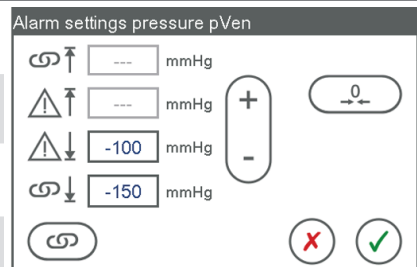 Alarm settings pressure pVen
--- mmHg
--- mmHg
-100 mmHg
-150 mmHg
+
-
0